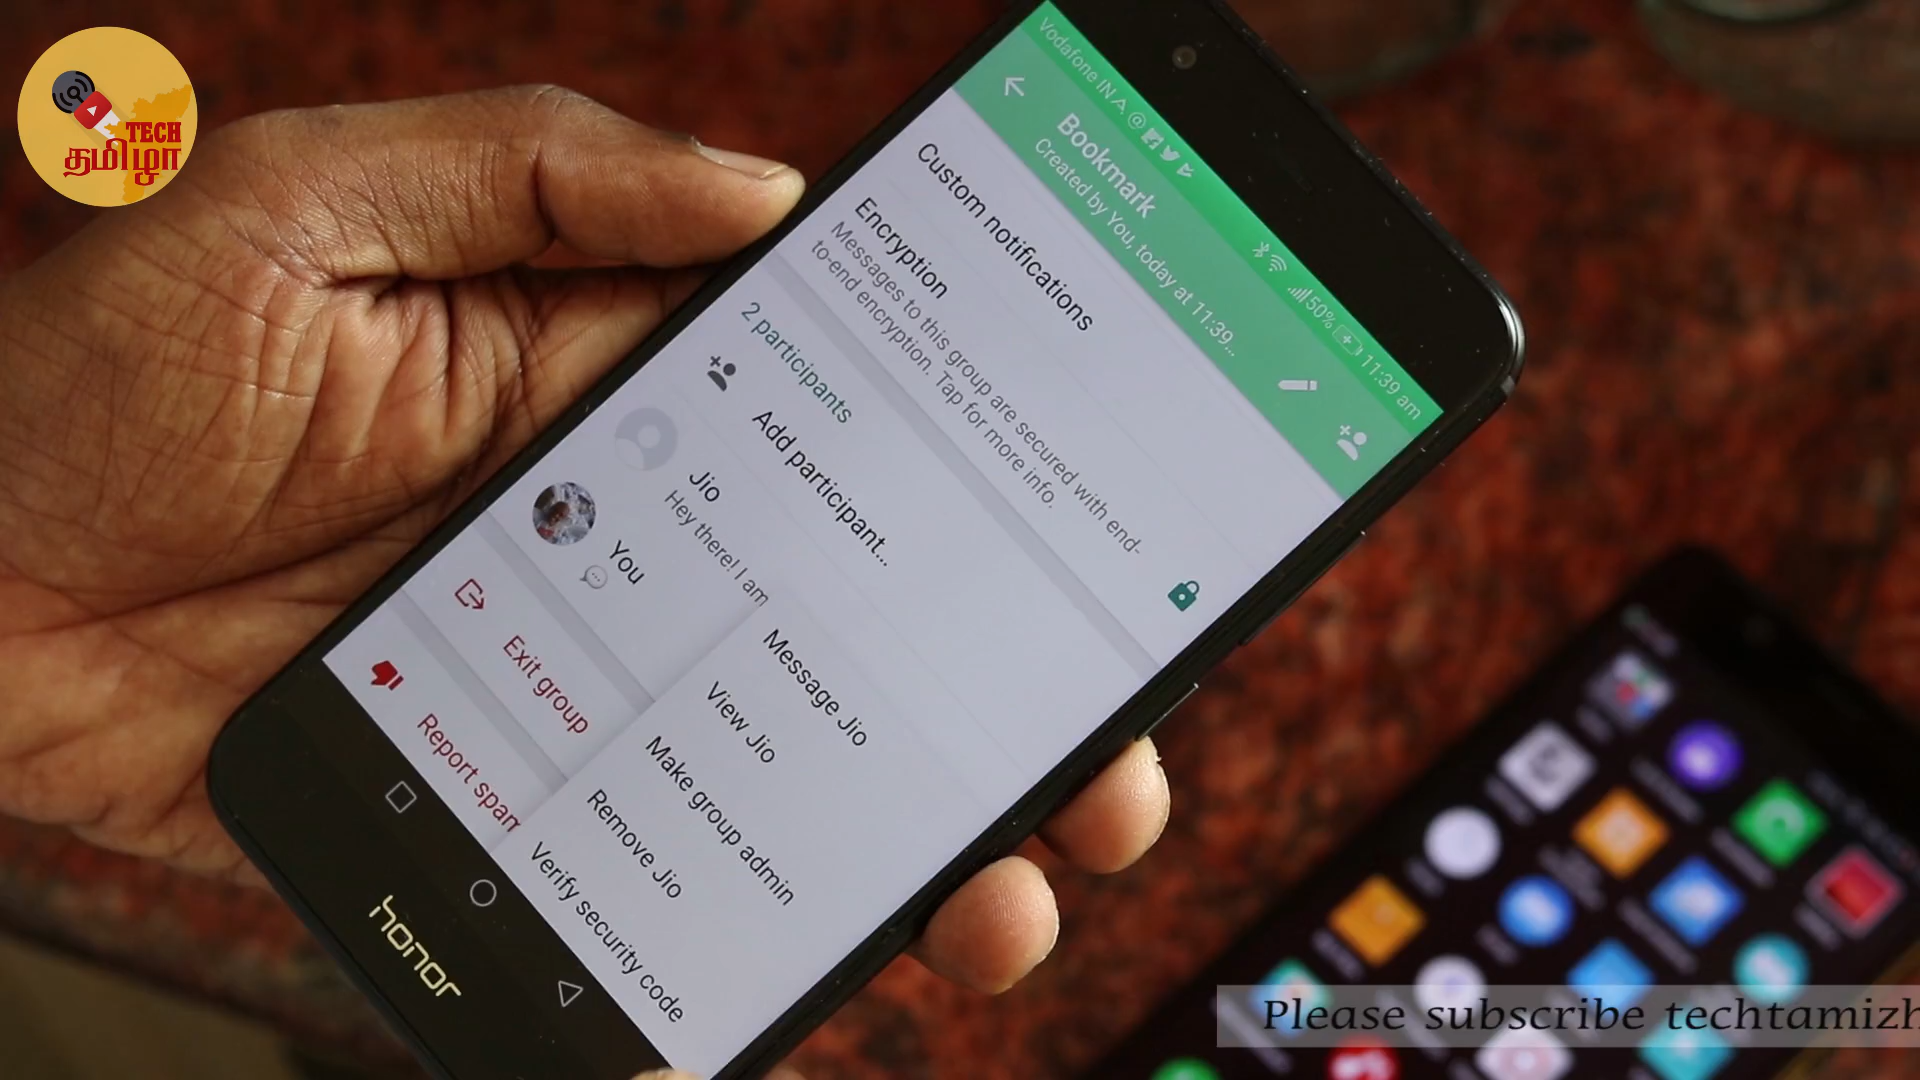 TECH
தமிழா
Vodafone IN
50%
11:39 am
Bookmark
Created by You, today at 11:39...
Custom notifications
Encryption
Messages to this group are secured with end-
to-end encryption. Tap for more info.
2 participants
Add participant...
Jio
Hey there! I am
You
Exit group
Report spam
Message Jio
View Jio
Make group admin
Remove Jio
Verify security code
honor
Please subscribe techtamizh